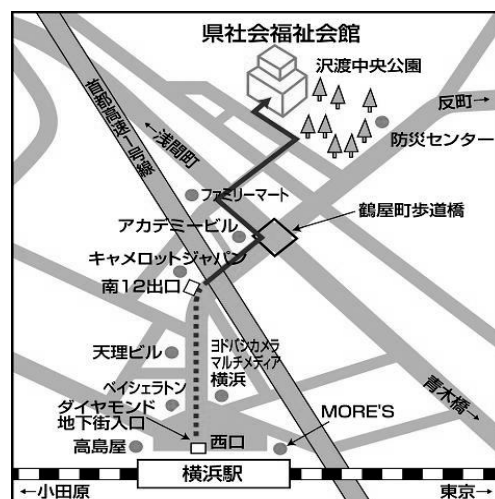 県社会福祉会館
沢渡中央公園
反町→
防災センター
首都高速1号線
←浅間町
ファミリーマート
鶴屋町歩道橋
アカデミービル
キャメロットジャパン
南12出口
天理ビル
ヨドバシカメラ
マルチメディア
横浜
ベイシェラトン
ダイヤモンド
地下街入口
青木橋
MORE'S
高島屋
西口
横浜駅
←小田原
東京→